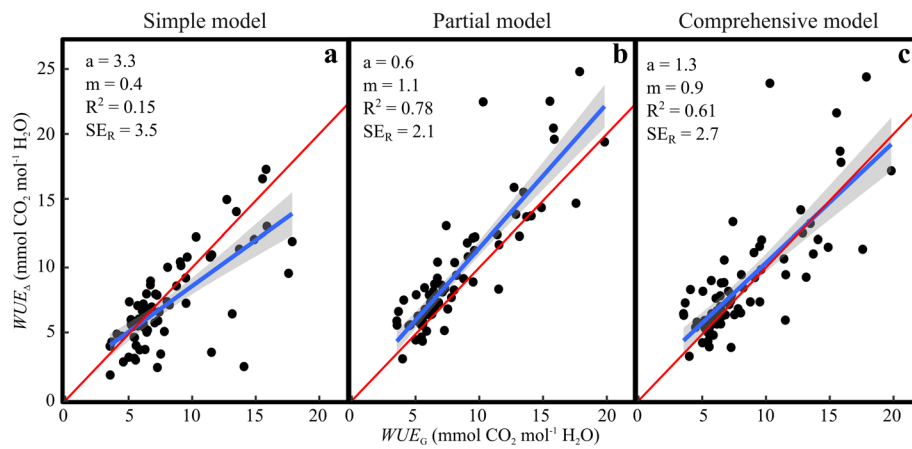 Simple model
Partial model
Comprehensive model
a
a = 3.3
m = 0.4
R² = 0.15
SE_R = 3.5
b
a = 0.6
m = 1.1
R² = 0.78
SE_R = 2.1
c
a = 1.3
m = 0.9
R² = 0.61
SE_R = 2.7
25
20
15
10
5
0
WUE_Δ (mmol CO₂ mol⁻¹ H₂O)
0 5 10 15 20
0 5 10 15 20
0 5 10 15 20
WUE_G (mmol CO₂ mol⁻¹ H₂O)